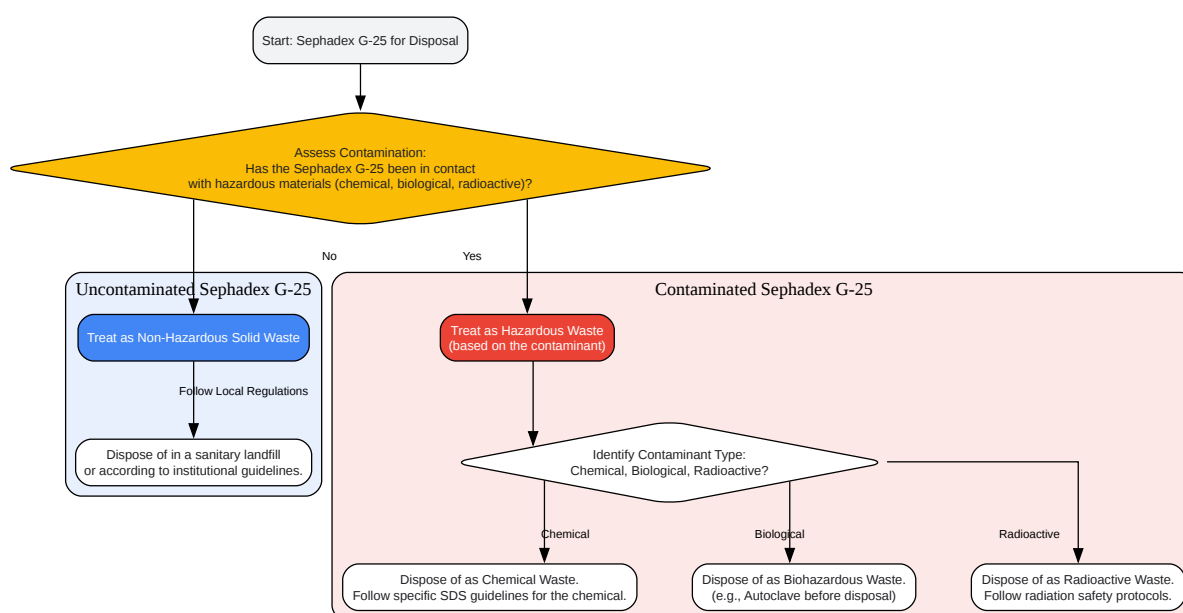 Start: Sephadex G-25 for Disposal
Assess Contamination:
Has the Sephadex G-25 been in contact
with hazardous materials (chemical, biological, radioactive)?
No
Yes
Uncontaminated Sephadex G-25
Contaminated Sephadex G-25
Treat as Non-Hazardous Solid Waste
Treat as Hazardous Waste
(based on the contaminant)
Follow Local Regulations
Dispose of in a sanitary landfill
or according to institutional guidelines.
Identify Contaminant Type:
Chemical, Biological, Radioactive?
Chemical
Biological
Radioactive
Dispose of as Chemical Waste.
Follow specific SDS guidelines for the chemical.
Dispose of as Biohazardous Waste.
(e.g., Autoclave before disposal)
Dispose of as Radioactive Waste.
Follow radiation safety protocols.